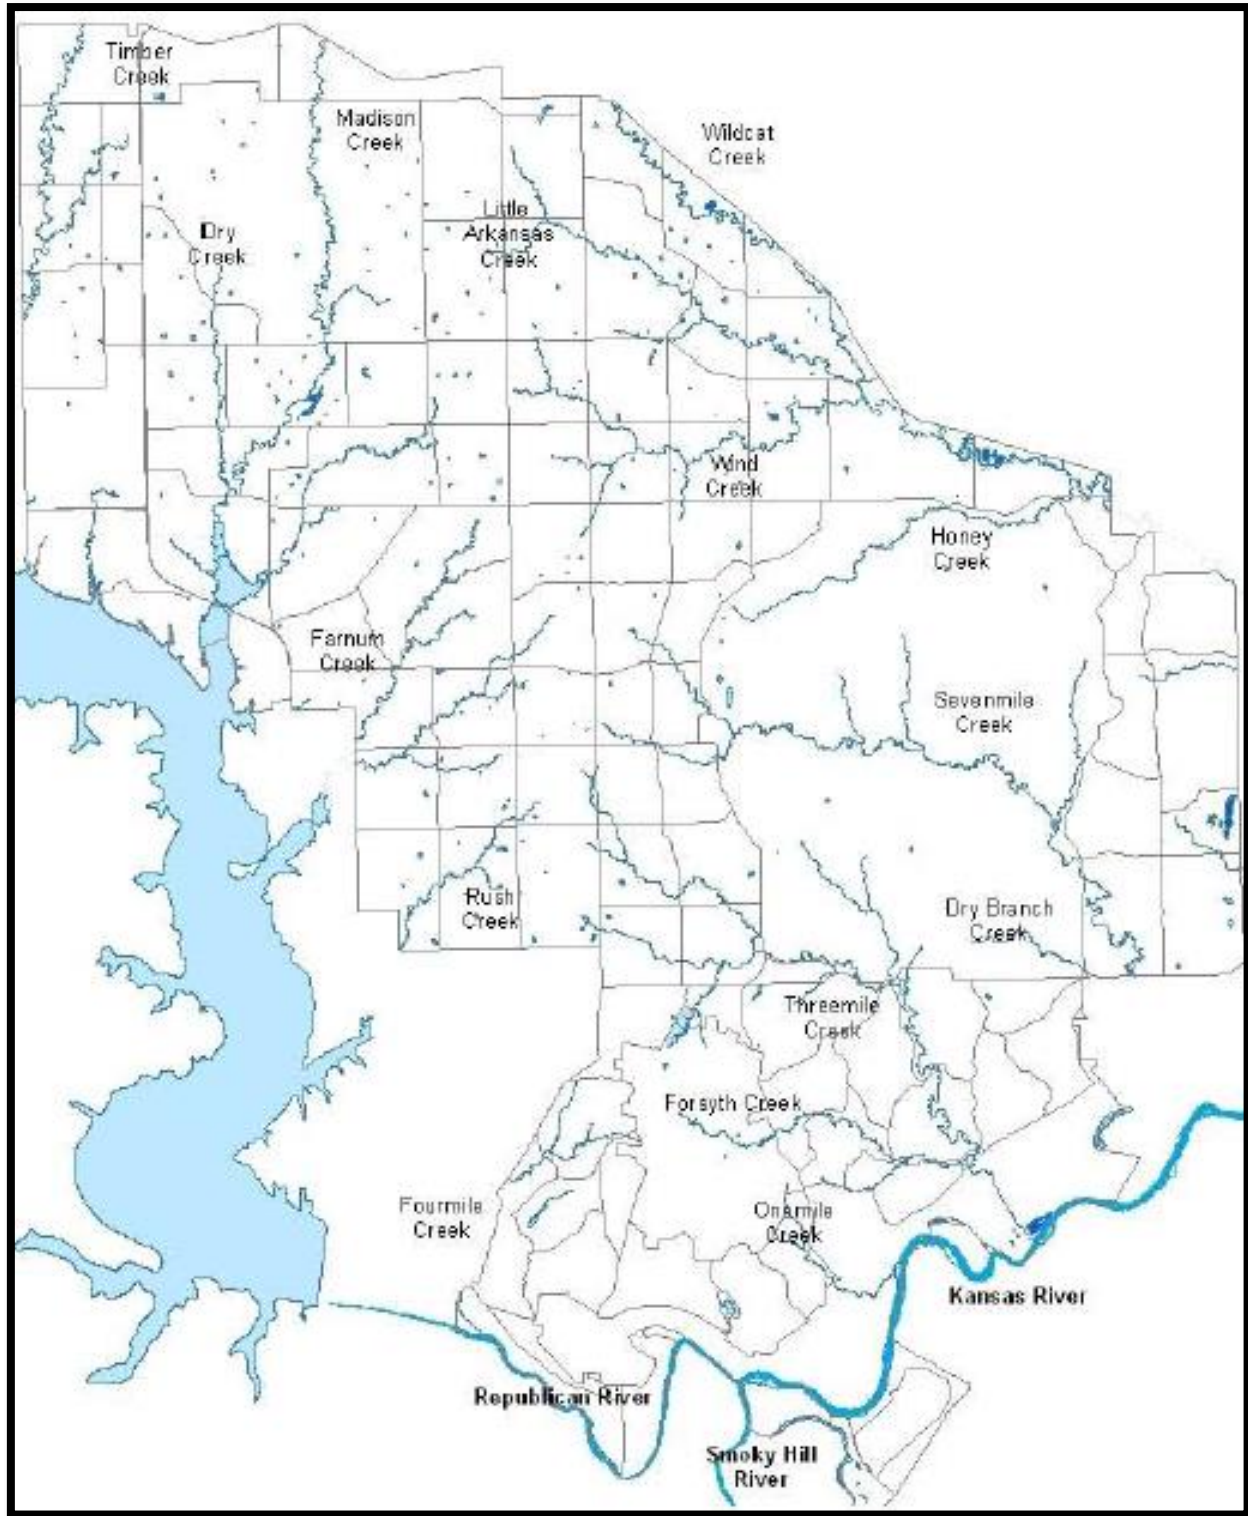 Timber
Creek
Madison
Creek
Wildcat
Creek
Little
Arkansas
Creek
Dry
Creek
Wind
Creek
Honey
Creek
Farnum
Creek
Sevenmile
Creek
Rush
Creek
Dry Branch
Creek
Threemile
Creek
Forsyth Creek
Fourmile
Creek
Onemile
Creek
Kansas River
Republican River
Smoky Hill
River